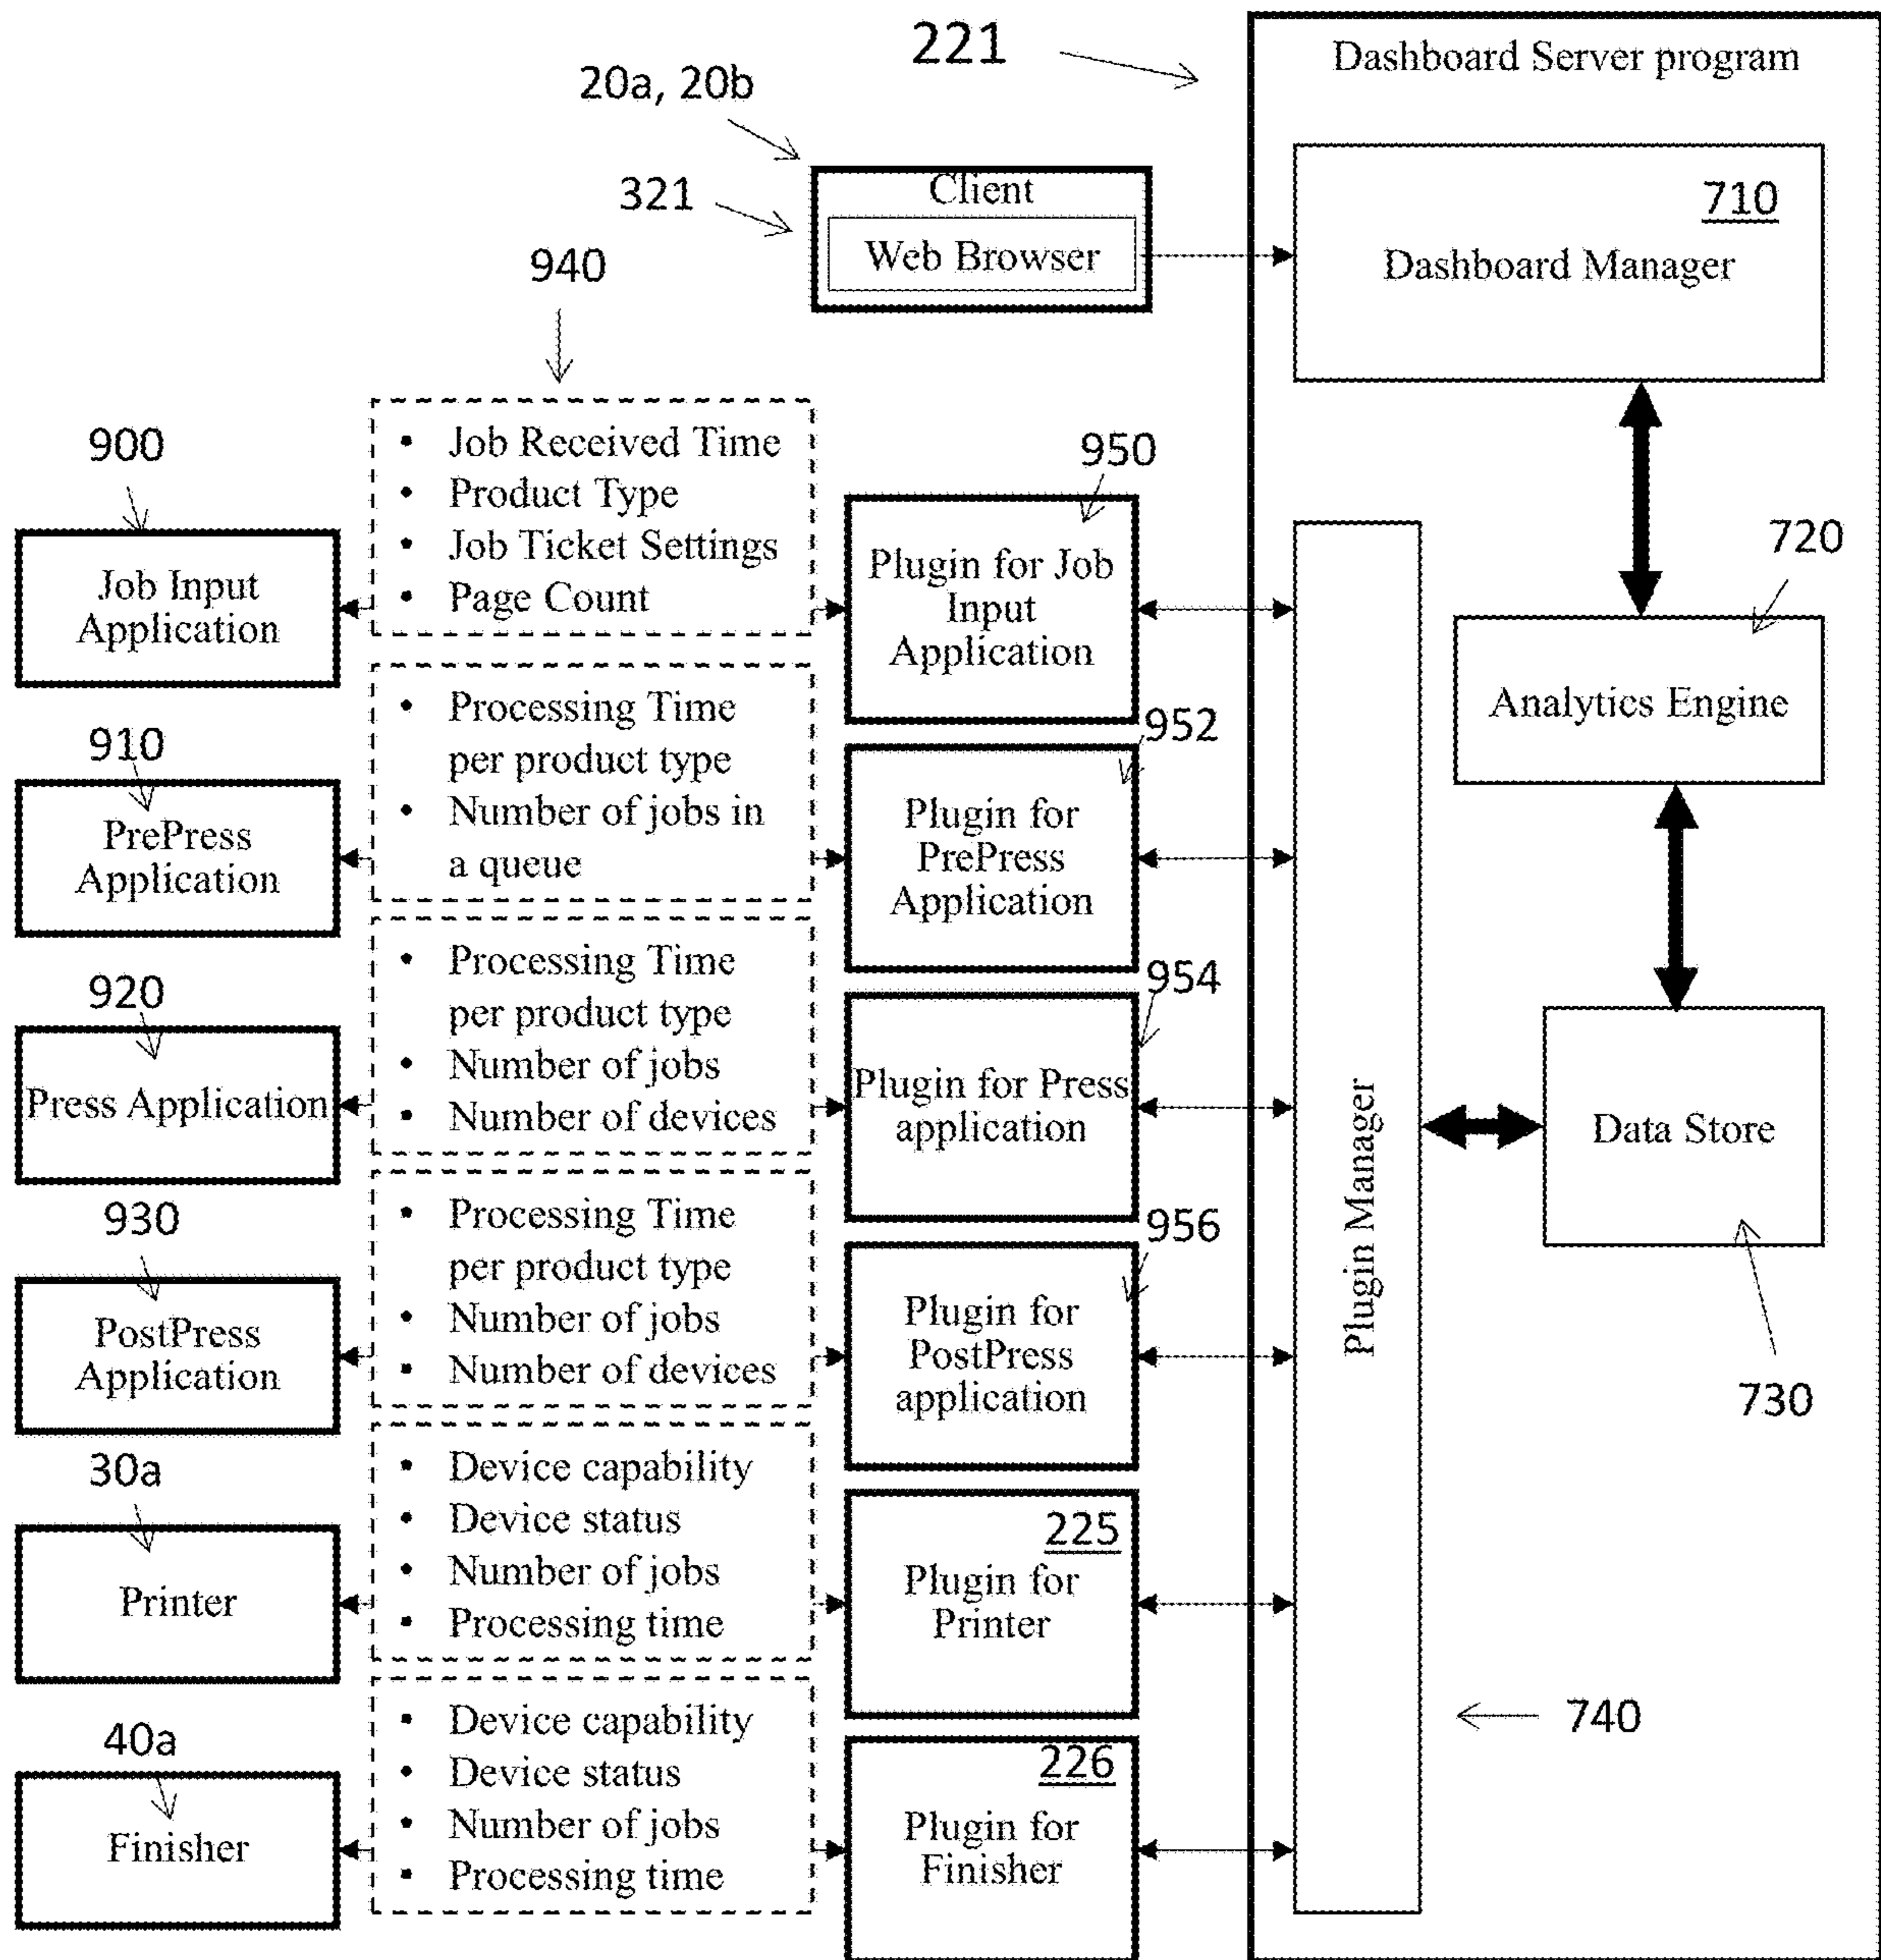 221
Dashboard Server program
20a, 20b
321
Client
Web Browser
710
Dashboard Manager
940
900
Job Input
Application
• Job Received Time
• Product Type
• Job Ticket Settings
• Page Count
950
Plugin for Job
Input
Application
720
Analytics Engine
910
PrePress
Application
• Processing Time
per product type
• Number of jobs in
a queue
952
Plugin for
PrePress
Application
920
Press Application
• Processing Time
per product type
• Number of jobs
• Number of devices
954
Plugin for Press
application
Plugin Manager
Data Store
730
930
PostPress
Application
• Processing Time
per product type
• Number of jobs
• Number of devices
956
Plugin for
PostPress
application
30a
Printer
• Device capability
• Device status
• Number of jobs
• Processing time
225
Plugin for
Printer
740
40a
Finisher
• Device capability
• Device status
• Number of jobs
• Processing time
226
Plugin for
Finisher